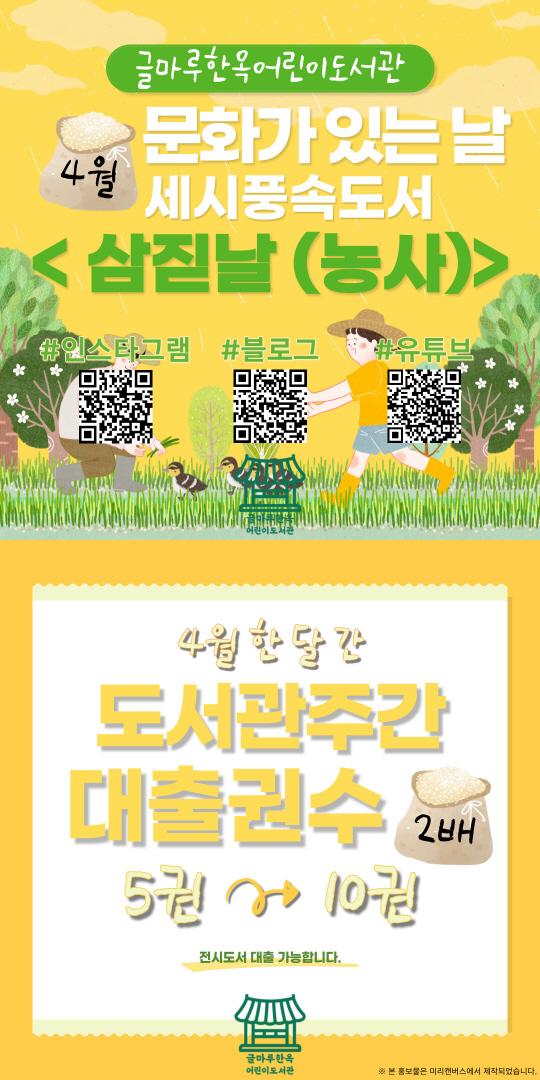 글마루한옥어린이도서관
4월
문화가 있는 날
세시풍속도서
< 삼짇날 (농사)>
#인스타그램 #블로그 #유튜브
글마루한옥
어린이도서관
4월 한 달 간
도서관주간
대출권수
2배
5권 10권
전시도서 대출 가능합니다.
글마루한옥
어린이도서관
※ 본 홍보물은 미리캔버스에서 제작되었습니다.